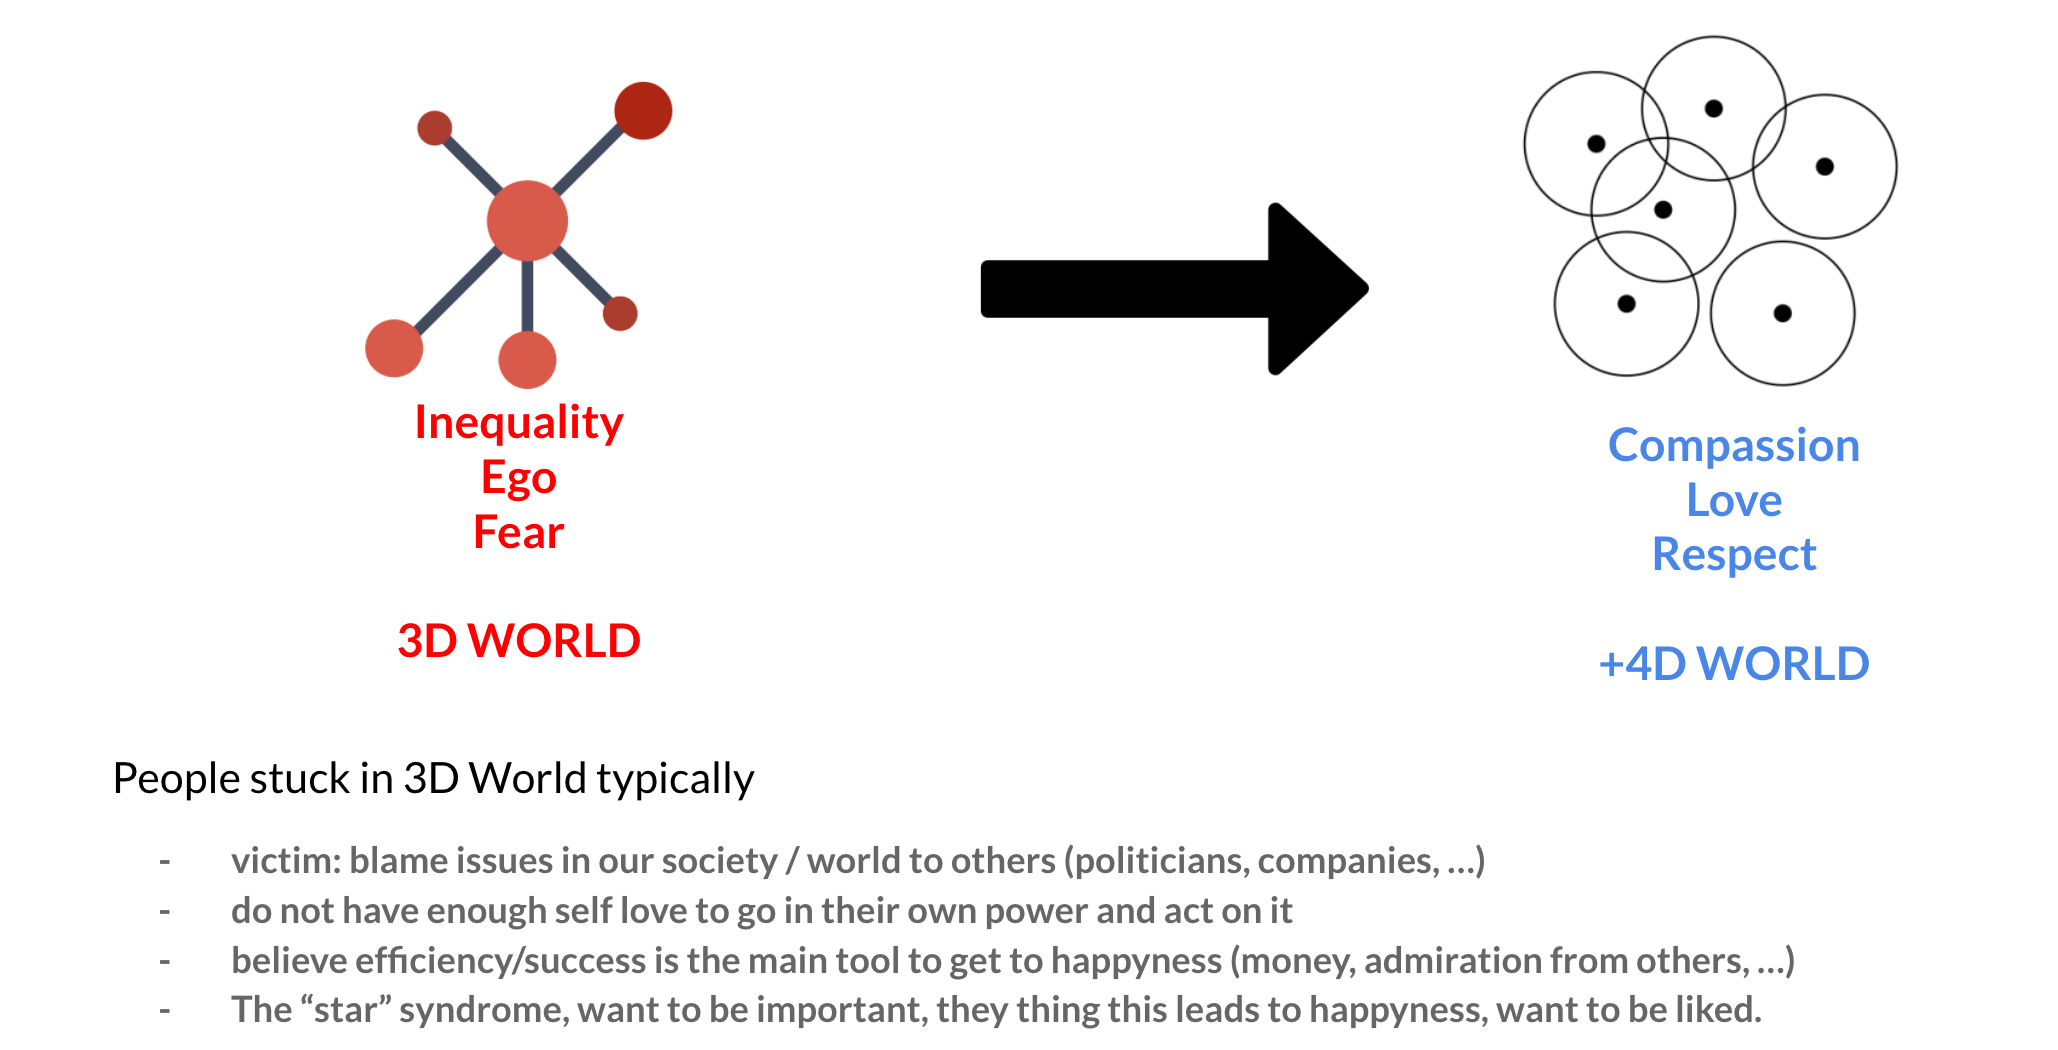 Inequality
Ego
Fear
3D WORLD
Compassion
Love
Respect
+4D WORLD
People stuck in 3D World typically
- victim: blame issues in our society / world to others (politicians, companies, ...)
- do not have enough self love to go in their own power and act on it
- believe efficiency/success is the main tool to get to happyness (money, admiration from others, ...)
- The “star” syndrome, want to be important, they thing this leads to happyness, want to be liked.